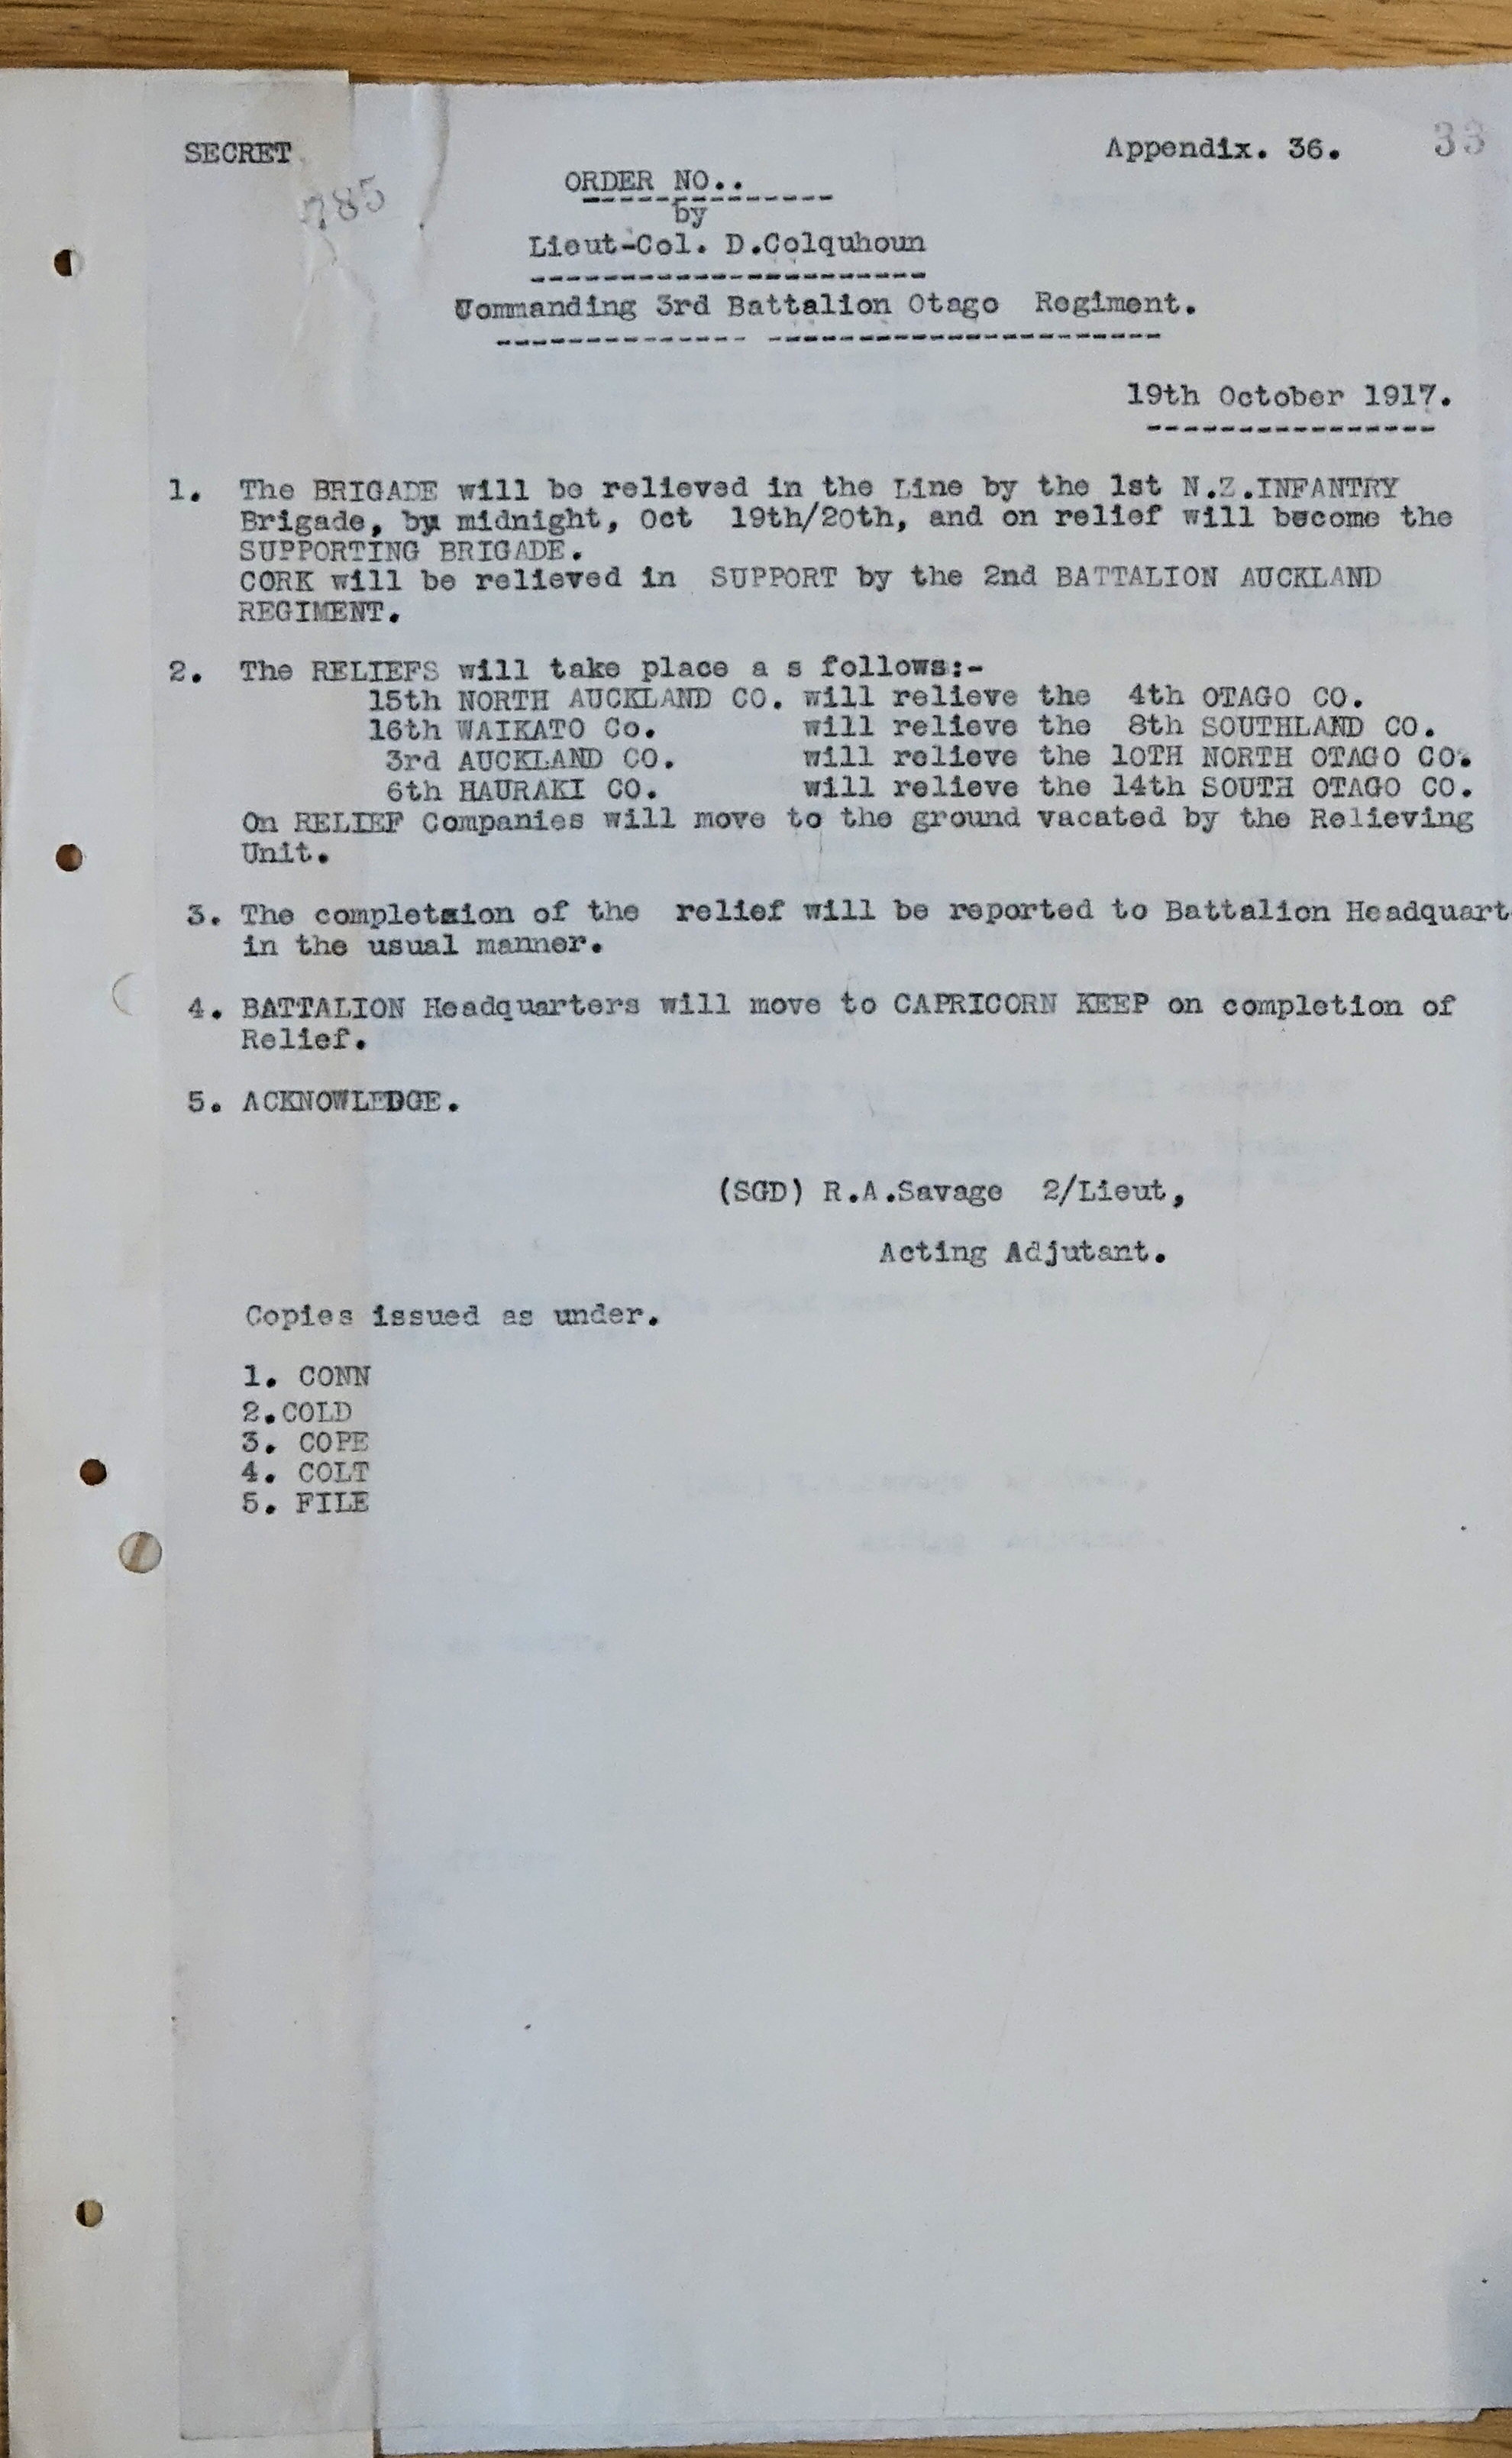 SECRET
Appendix. 36.
33
785
ORDER NO..
by
Lieut-Col. D.Colquhoun
Commanding 3rd Battalion Otago Regiment.
19th October 1917.
1. The BRIGADE will be relieved in the Line by the 1st N.Z.INFANTRY
Brigade, by midnight, Oct 19th/20th, and on relief will become the
SUPPORTING BRIGADE.
CORK will be relieved in SUPPORT by the 2nd BATTALION AUCKLAND
REGIMENT.
2. The RELIEFS will take place a s follows:-
15th NORTH AUCKLAND CO. will relieve the 4th OTAGO CO.
16th WAIKATO Co. will relieve the 8th SOUTHLAND CO.
3rd AUCKLAND CO. will relieve the 10TH NORTH OTAGO CO.
6th HAURAKI CO. will relieve the 14th SOUTH OTAGO CO.
On RELIEF Companies will move to the ground vacated by the Relieving
Unit.
3. The completsion of the relief will be reported to Battalion Headquart
in the usual manner.
4. BATTALION Headquarters will move to CAPRICORN KEEP on completion of
Relief.
5. ACKNOWLEDGE.
(SGD) R.A.Savage 2/Lieut,
Acting Adjutant.
Copies issued as under.
1. CONN
2.COLD
3. COPE
4. COLT
5. FILE